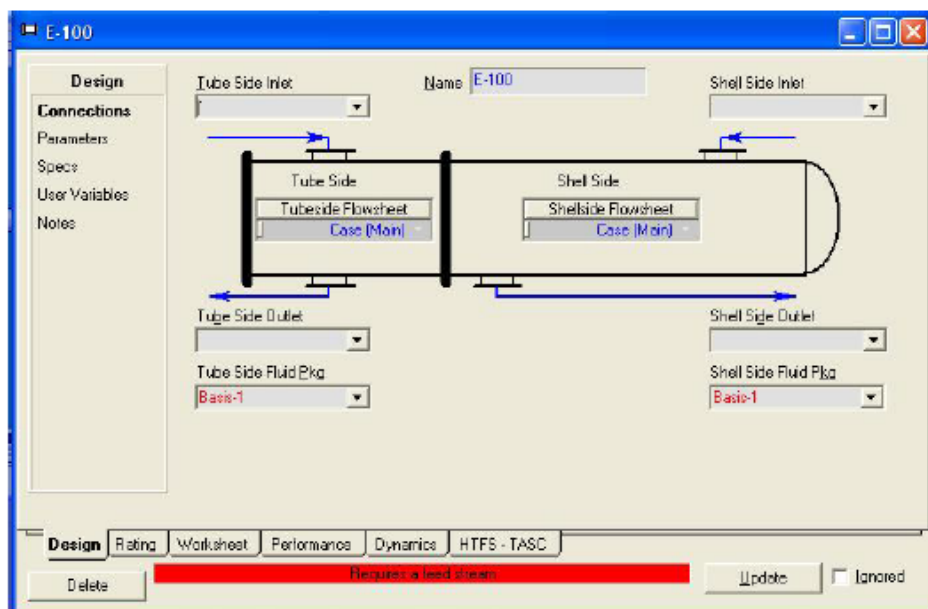 E-100
Design
Connections
Parameters
Specs
User Variables
Notes
Tube Side Inlet
Name E-100
Shell Side Inlet
Tube Side
Shell Side
Tubeside Flowsheet
Shellside Flowsheet
Case (Main)
Case (Main)
Tube Side Outlet
Shell Side Outlet
Tube Side Fluid Pkg
Shell Side Fluid Pkg
Basis-1
Basis-1
Design Rating Worksheet Performance Dynamics HTFS - TASC
Delete
Requires a feed stream
Update
Ignored